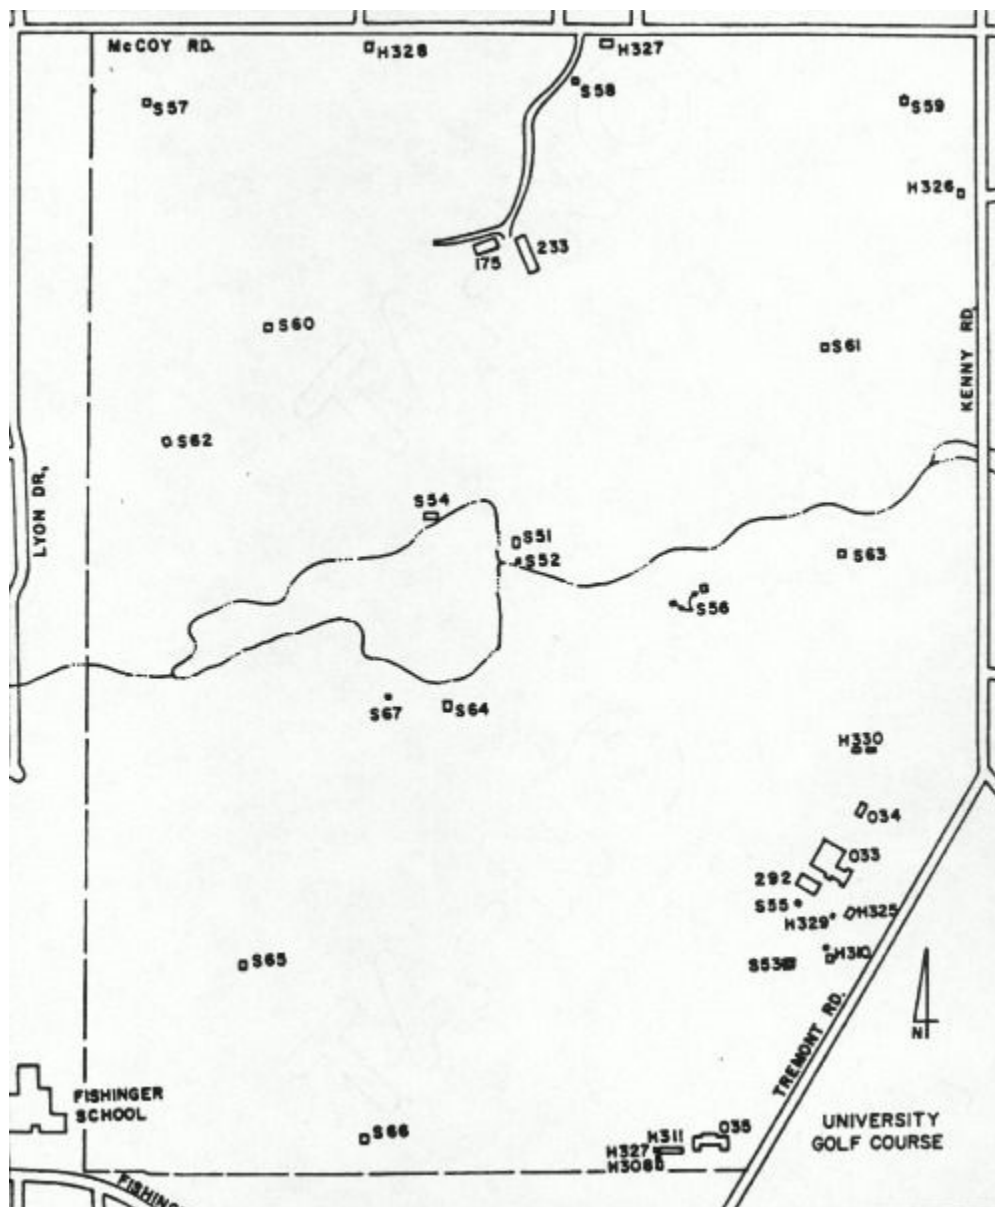 McCOY RD.
H328
H327
S57
S58
S59
H326
233
175
S60
S61
KENNY RD.
S62
LYON DR.
S54
S51
S52
S63
S56
S67
S64
H330
034
033
292
S55
H325
H329
H310
S53
S65
TREMONT RD.
N
FISHINGER
SCHOOL
UNIVERSITY
GOLF COURSE
S66
035
H311
H327
H308
FISHING